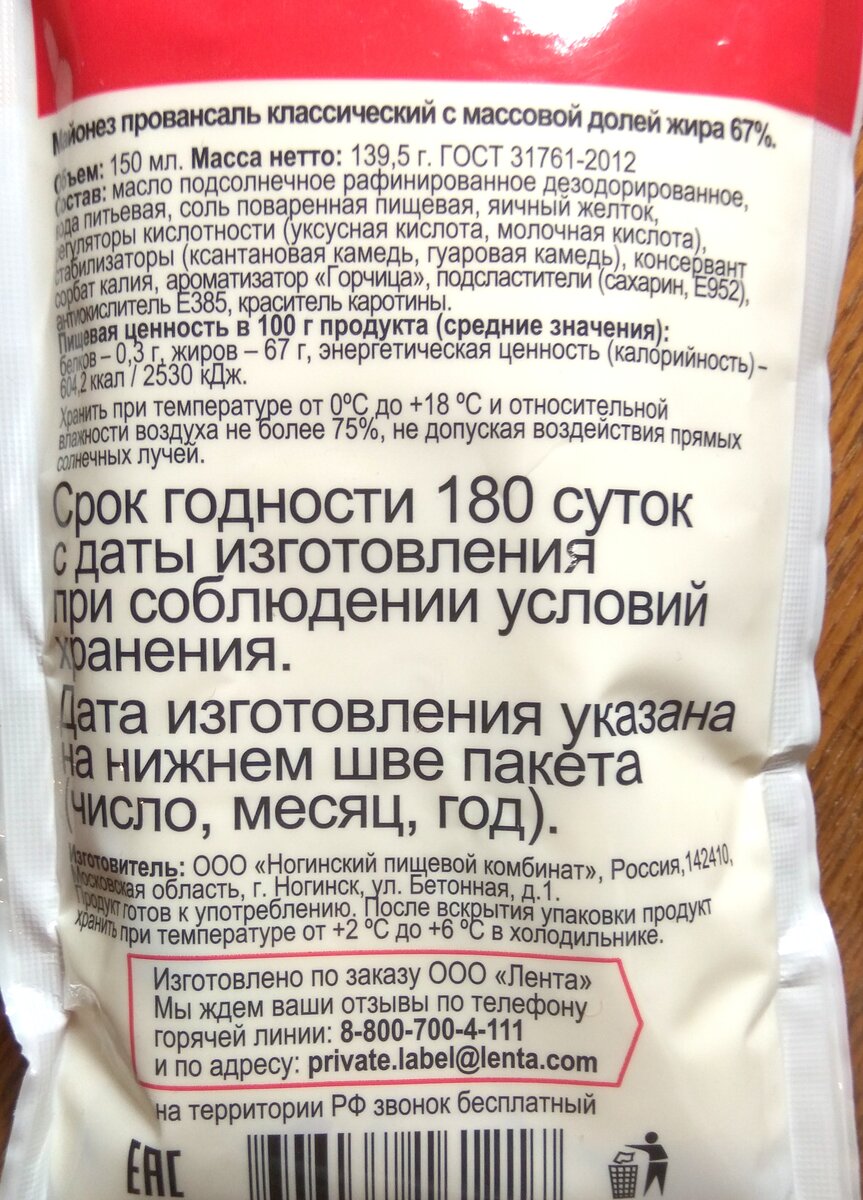 Майонез провансаль классический с массовой долей жира 67%.
Объем: 150 мл. Масса нетто: 139,5 г. ГОСТ 31761-2012
Состав: масло подсолнечное рафинированное дезодорированное,
вода питьевая, соль поваренная пищевая, яичный желток,
регуляторы кислотности (уксусная кислота, молочная кислота),
стабилизаторы (ксантановая камедь, гуаровая камедь), консервант
сорбат калия, ароматизатор «Горчица», подсластители (сахарин, Е952),
антиокислитель Е385, краситель каротины.
Пищевая ценность в 100 г продукта (средние значения):
белков – 0,3 г, жиров – 67 г, энергетическая ценность (калорийность) –
604,2 ккал / 2530 кДж.
Хранить при температуре от 0ºС до +18 ºС и относительной
влажности воздуха не более 75%, не допуская воздействия прямых
солнечных лучей.
Срок годности 180 суток
с даты изготовления
при соблюдении условий
хранения.
Дата изготовления указана
на нижнем шве пакета
(число, месяц, год).
Изготовитель: ООО «Ногинский пищевой комбинат», Россия, 142410,
Московская область, г. Ногинск, ул. Бетонная, д.1.
Продукт готов к употреблению. После вскрытия упаковки продукт
хранить при температуре от +2 ºС до +6 ºС в холодильнике.
Изготовлено по заказу ООО «Лента»
Мы ждем ваши отзывы по телефону
горячей линии: 8-800-700-4-111
и по адресу: private.label@lenta.com
на территории РФ звонок бесплатный
ЕАС